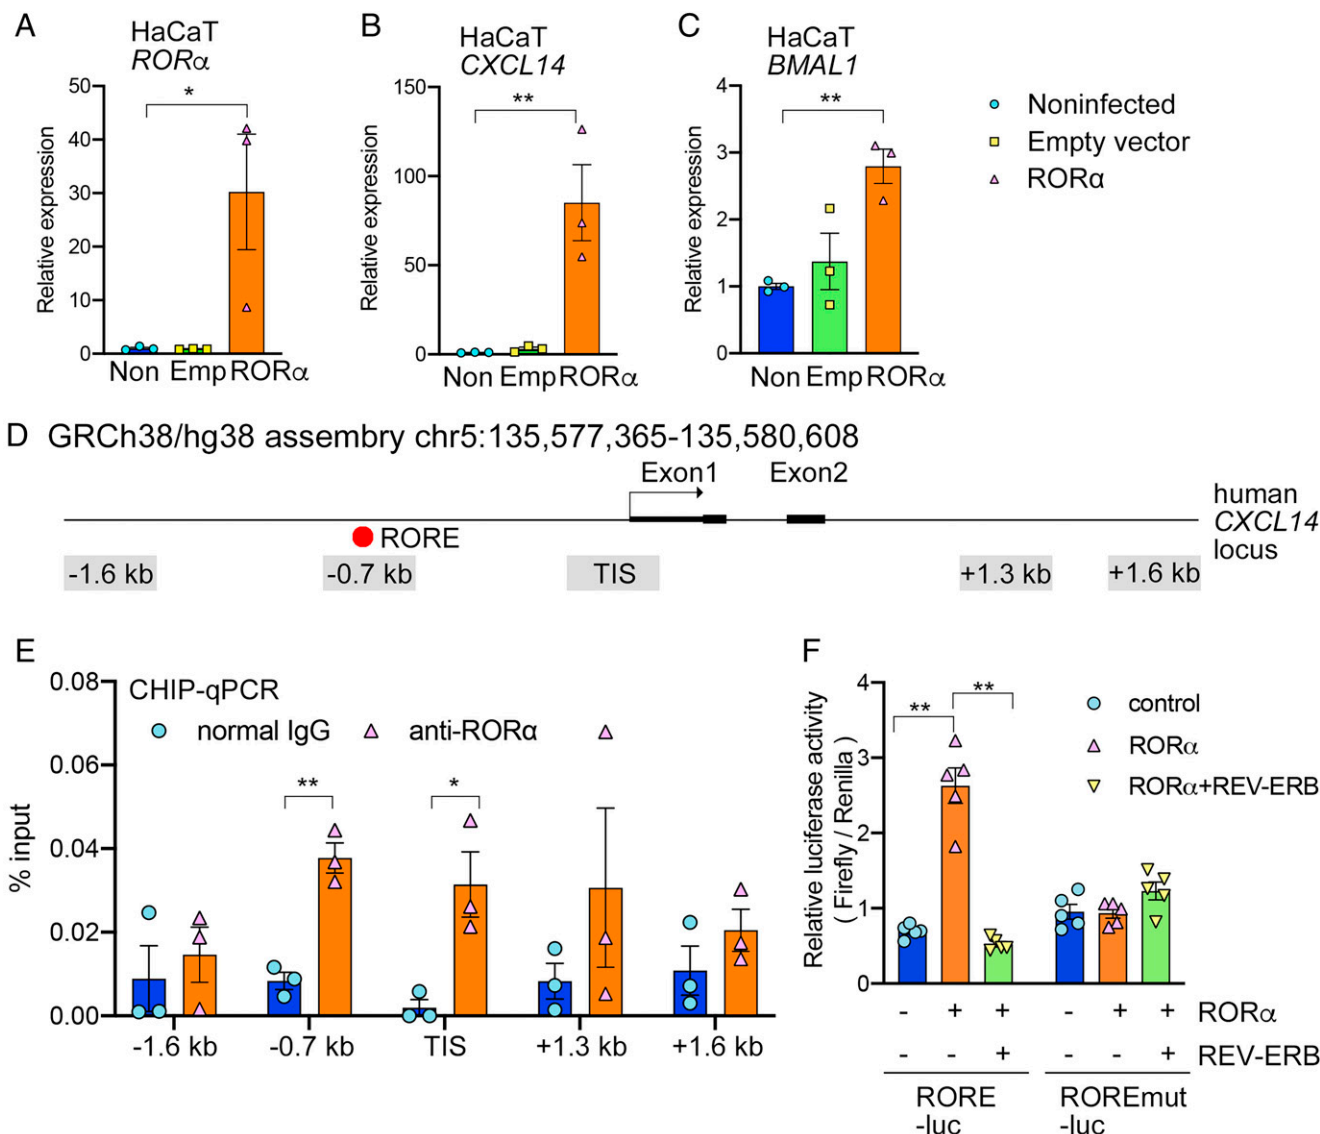 A
HaCaT
RORα
Relative expression
50
40
30
20
10
0
*
Non Emp RORα
B
HaCaT
CXCL14
Relative expression
150
100
50
0
**
Non Emp RORα
C
HaCaT
BMAL1
Relative expression
4
3
2
1
0
**
Non Emp RORα
Noninfected
Empty vector
RORα
D GRCh38/hg38 assembry chr5:135,577,365-135,580,608
Exon1 Exon2
RORE
human
CXCL14
locus
-1.6 kb -0.7 kb TIS +1.3 kb +1.6 kb
E
CHIP-qPCR
normal IgG anti-RORα
% input
0.08
0.06
0.04
0.02
0.00
** *
-1.6 kb -0.7 kb TIS +1.3 kb +1.6 kb
F
Relative luciferase activity
( Firefly / Renilla )
4
3
2
1
0
** **
control
RORα
RORα+REV-ERB
- + + - + + RORα
- - + - - + REV-ERB
RORE
-luc
ROREmut
-luc